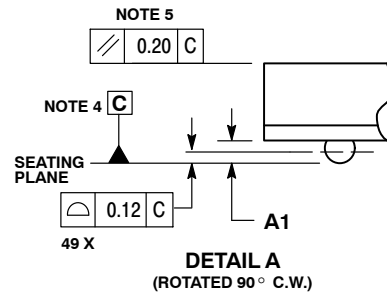 NOTE 5
// 0.20 C
NOTE 4 C
SEATING
PLANE
⌓ 0.12 C
49 X
A1
DETAIL A
(ROTATED 90° C.W.)